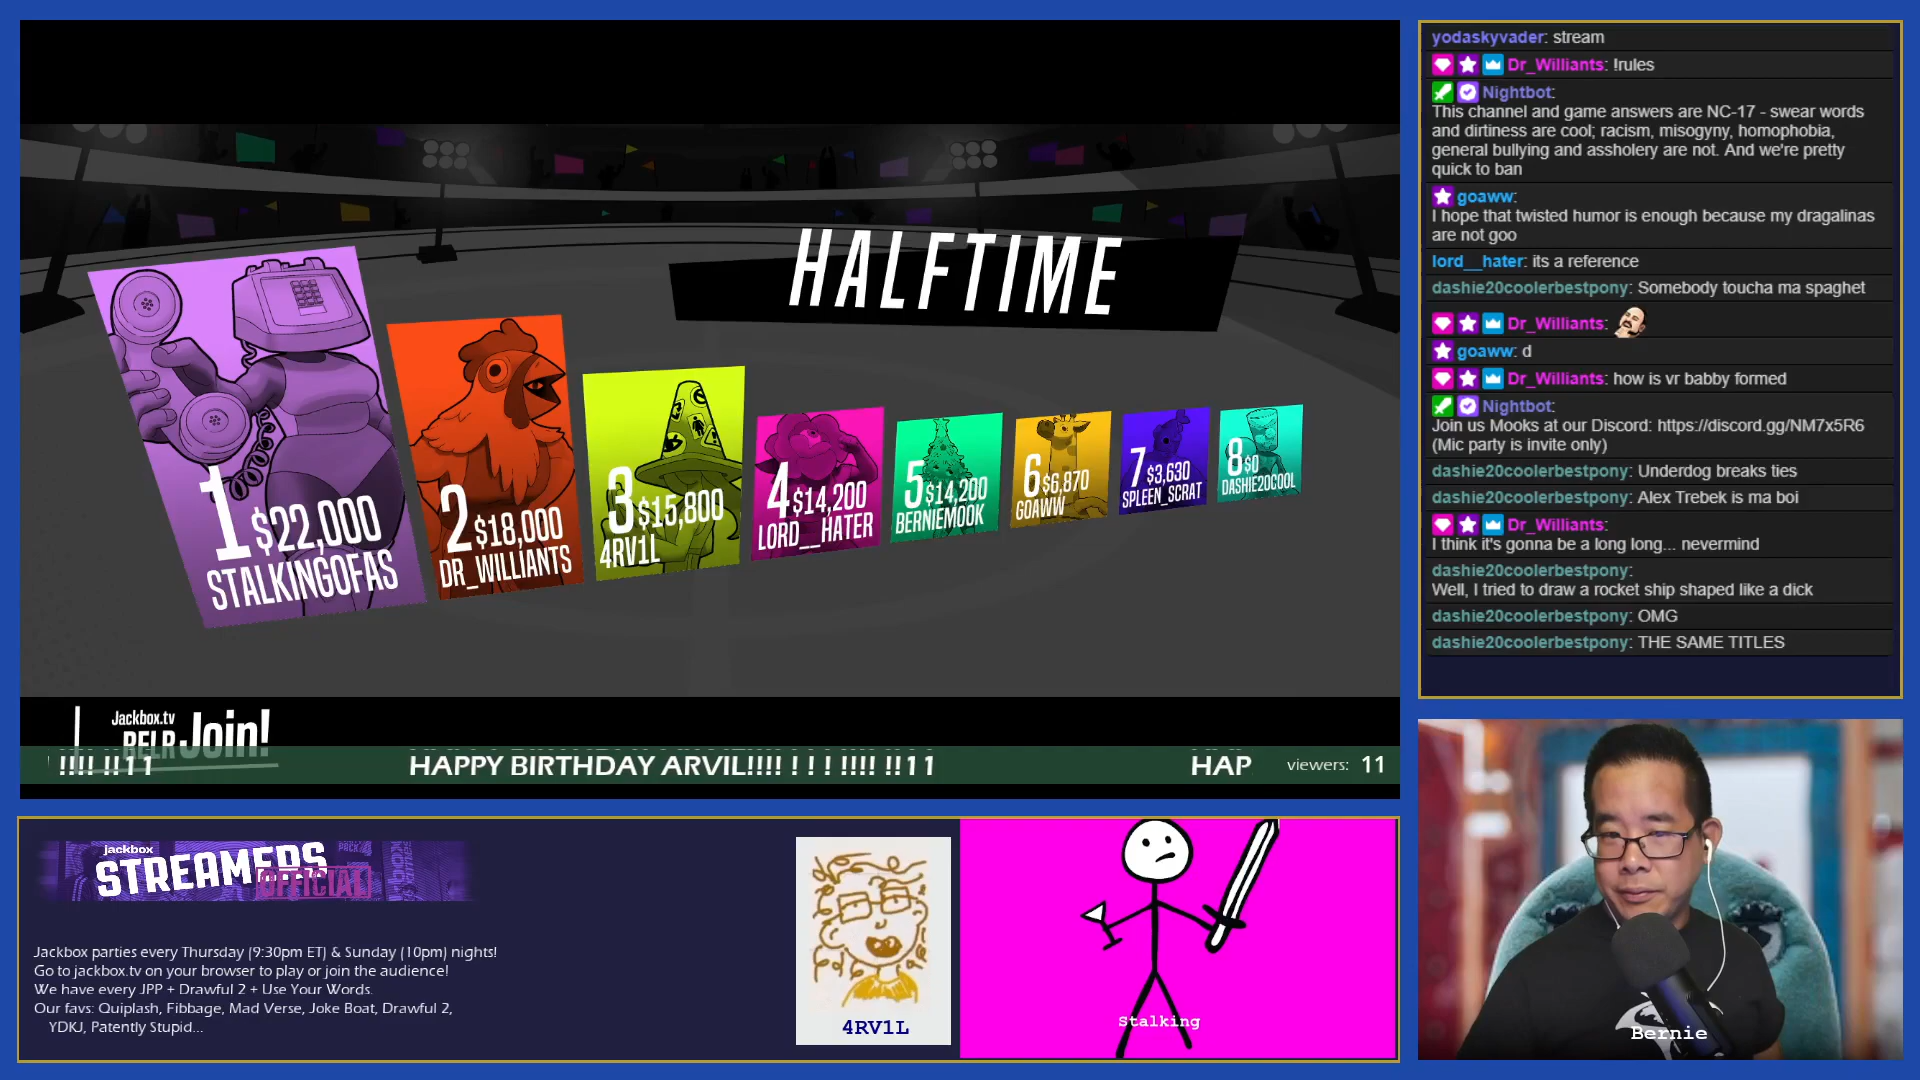 HALFTIME
1 $22,000
STALKINGOFAS
2 $18,000
DR_WILLIANTS
3 $15,800
4RV1L
4 $14,200
LORD__HATER
5 $14,200
BERNIEMOOK
6 $6,870
GOAWW
7 $3,630
SPLEEN_SCRAT
8 $0
DASHIE20COOL
Jackbox.tv
Join!
!!!! !!11 HAPPY BIRTHDAY ARVIL!!!! ! ! ! !!!! !!11 HAP viewers: 11
jackbox
STREAMERS
OFFICIAL
Jackbox parties every Thursday (9:30pm ET) & Sunday (10pm) nights!
Go to jackbox.tv on your browser to play or join the audience!
We have every JPP + Drawful 2 + Use Your Words.
Our favs: Quiplash, Fibbage, Mad Verse, Joke Boat, Drawful 2,
YDKJ, Patently Stupid...
4RV1L
Stalking
yodaskyvader: stream
Dr_Williants: !rules
Nightbot:
This channel and game answers are NC-17 - swear words
and dirtiness are cool; racism, misogyny, homophobia,
general bullying and assholery are not. And we're pretty
quick to ban
goaww:
I hope that twisted humor is enough because my dragalinas
are not goo
lord__hater: its a reference
dashie20coolerbestpony: Somebody toucha ma spaghet
Dr_Williants:
goaww: d
Dr_Williants: how is vr babby formed
Nightbot:
Join us Mooks at our Discord: https://discord.gg/NM7x5R6
(Mic party is invite only)
dashie20coolerbestpony: Underdog breaks ties
dashie20coolerbestpony: Alex Trebek is ma boi
Dr_Williants:
I think it's gonna be a long long... nevermind
dashie20coolerbestpony:
Well, I tried to draw a rocket ship shaped like a dick
dashie20coolerbestpony: OMG
dashie20coolerbestpony: THE SAME TITLES
Bernie